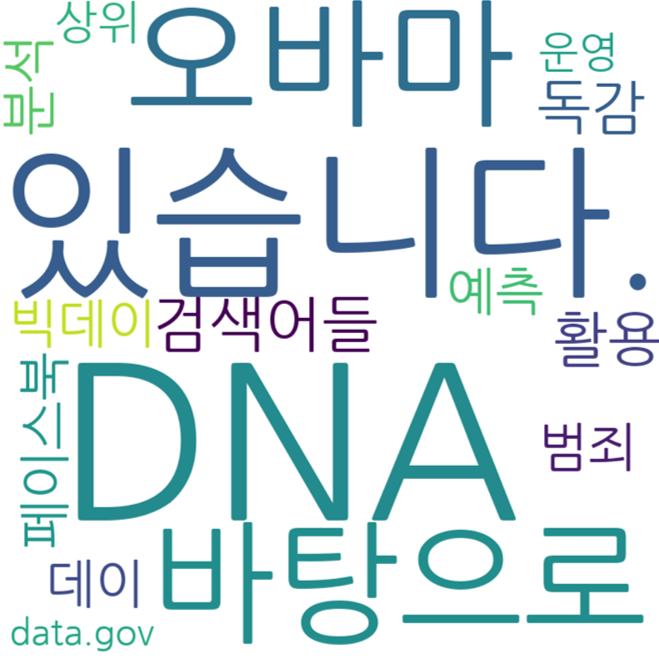 상위
오바마
운영
분석
독감
있습니다.
예측
빅데이
검색어들
활용
페이스북
DNA
범죄
데이
바탕으로
data.gov